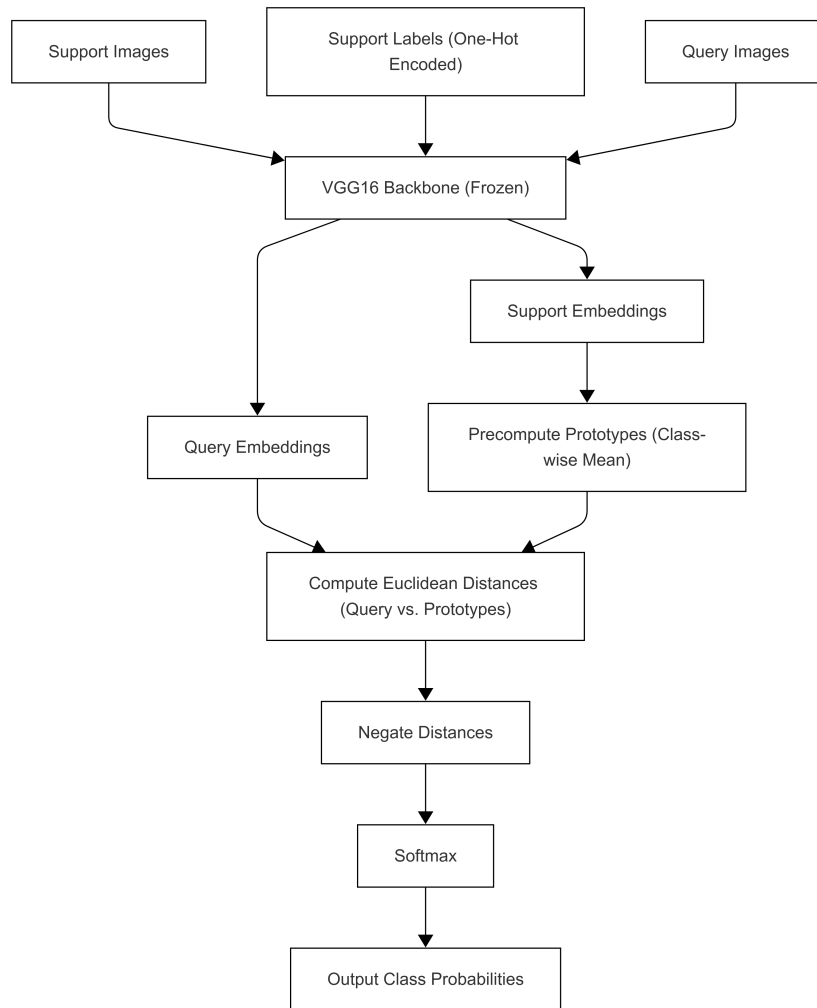 Support Images
Support Labels (One-Hot
Encoded)
Query Images
VGG16 Backbone (Frozen)
Support Embeddings
Query Embeddings
Precompute Prototypes (Class-
wise Mean)
Compute Euclidean Distances
(Query vs. Prototypes)
Negate Distances
Softmax
Output Class Probabilities